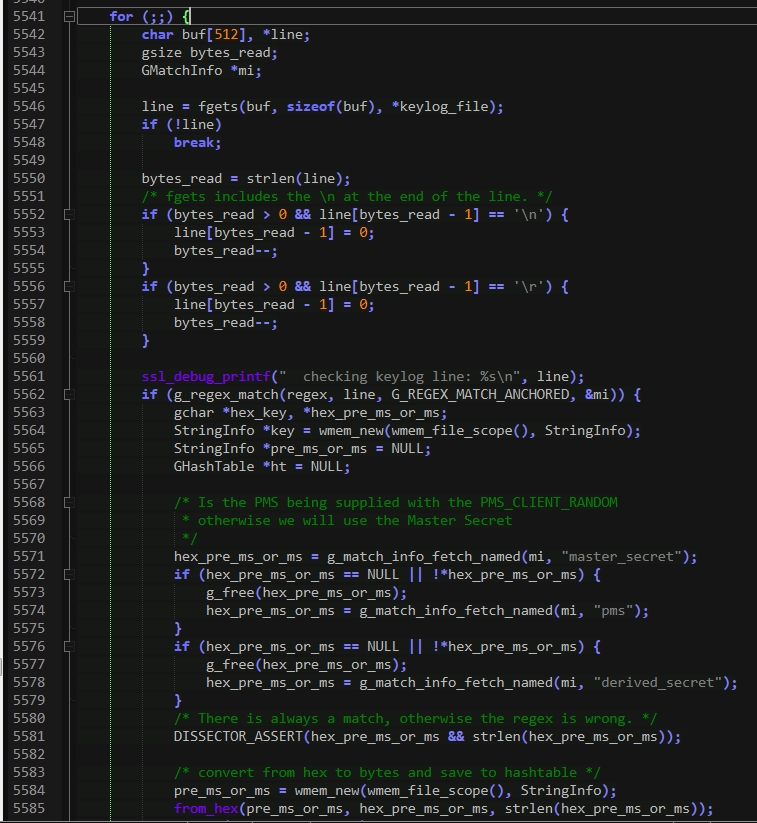 5541 for (;;) {
5542 char buf[512], *line;
5543 gsize bytes_read;
5544 GMatchInfo *mi;
5545
5546 line = fgets(buf, sizeof(buf), *keylog_file);
5547 if (!line)
5548 break;
5549
5550 bytes_read = strlen(line);
5551 /* fgets includes the \n at the end of the line. */
5552 if (bytes_read > 0 && line[bytes_read - 1] == '\n') {
5553 line[bytes_read - 1] = 0;
5554 bytes_read--;
5555 }
5556 if (bytes_read > 0 && line[bytes_read - 1] == '\r') {
5557 line[bytes_read - 1] = 0;
5558 bytes_read--;
5559 }
5560
5561 ssl_debug_printf("  checking keylog line: %s\n", line);
5562 if (g_regex_match(regex, line, G_REGEX_MATCH_ANCHORED, &mi)) {
5563 gchar *hex_key, *hex_pre_ms_or_ms;
5564 StringInfo *key = wmem_new(wmem_file_scope(), StringInfo);
5565 StringInfo *pre_ms_or_ms = NULL;
5566 GHashTable *ht = NULL;
5567
5568 /* Is the PMS being supplied with the PMS_CLIENT_RANDOM
5569 * otherwise we will use the Master Secret
5570 */
5571 hex_pre_ms_or_ms = g_match_info_fetch_named(mi, "master_secret");
5572 if (hex_pre_ms_or_ms == NULL || !*hex_pre_ms_or_ms) {
5573 g_free(hex_pre_ms_or_ms);
5574 hex_pre_ms_or_ms = g_match_info_fetch_named(mi, "pms");
5575 }
5576 if (hex_pre_ms_or_ms == NULL || !*hex_pre_ms_or_ms) {
5577 g_free(hex_pre_ms_or_ms);
5578 hex_pre_ms_or_ms = g_match_info_fetch_named(mi, "derived_secret");
5579 }
5580 /* There is always a match, otherwise the regex is wrong. */
5581 DISSECTOR_ASSERT(hex_pre_ms_or_ms && strlen(hex_pre_ms_or_ms));
5582
5583 /* convert from hex to bytes and save to hashtable */
5584 pre_ms_or_ms = wmem_new(wmem_file_scope(), StringInfo);
5585 from_hex(pre_ms_or_ms, hex_pre_ms_or_ms, strlen(hex_pre_ms_or_ms));